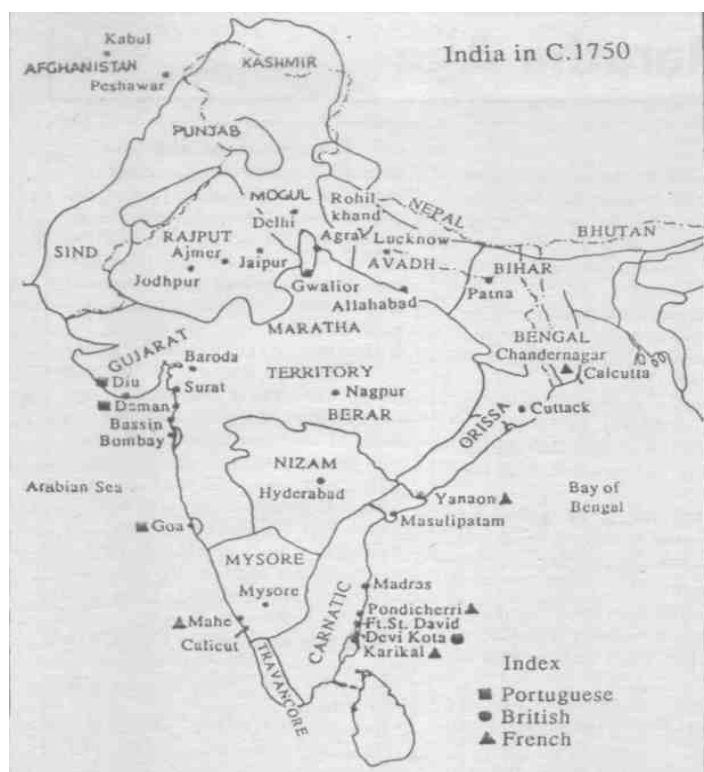 India in C.1750
Kabul
AFGHANISTAN
Peshawar
KASHMIR
PUNJAB
MOGUL
Delhi
Rohil
khand
NEPAL
BHUTAN
SIND
RAJPUT
Ajmer
Jaipur
Jodhpur
Agra
Lucknow
AVADH
Gwalior
Allahabad
BIHAR
Patna
MARATHA
TERRITORY
GUJARAT
Baroda
Diu
Surat
Daman
Bassin
Bombay
Nagpur
BERAR
BENGAL
Chandernagar
Calcutta
ORISSA
Cuttack
NIZAM
Hyderabad
Arabian Sea
Yanaon
Masulipatam
Bay of
Bengal
Goa
MYSORE
Mysore
Madras
CARNATIC
Pondicherri
Ft.St. David
Devi Kota
Karikal
Mahe
Calicut
TRAVANCORE
Index
Portuguese
British
French